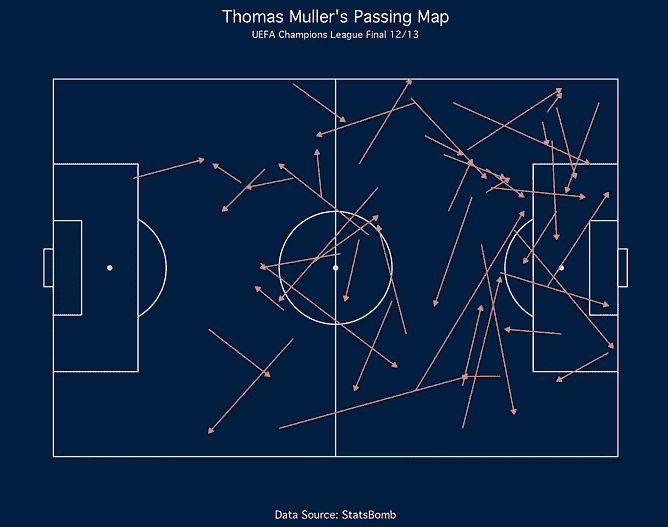 Thomas Muller's Passing Map
UEFA Champions League Final 12/13
Data Source: StatsBomb